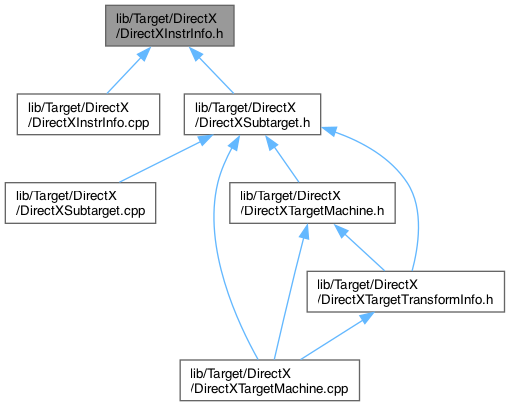 lib/Target/DirectX
/DirectXInstrInfo.h
lib/Target/DirectX
/DirectXInstrInfo.cpp
lib/Target/DirectX
/DirectXSubtarget.h
lib/Target/DirectX
/DirectXSubtarget.cpp
lib/Target/DirectX
/DirectXTargetMachine.h
lib/Target/DirectX
/DirectXTargetTransformInfo.h
lib/Target/DirectX
/DirectXTargetMachine.cpp